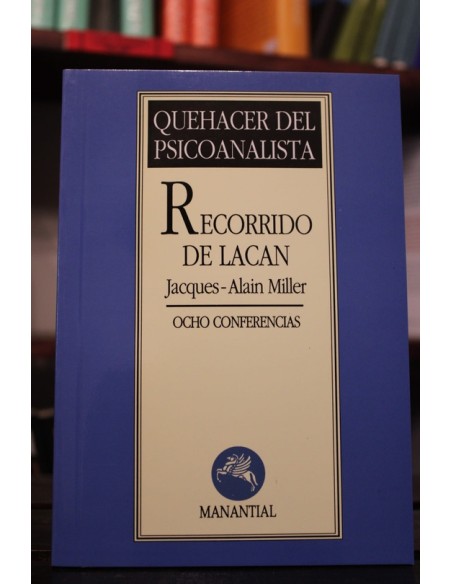 QUEHACER DEL
PSICOANALISTA
RECORRIDO
DE LACAN
Jacques-Alain Miller
OCHO CONFERENCIAS
MANANTIAL